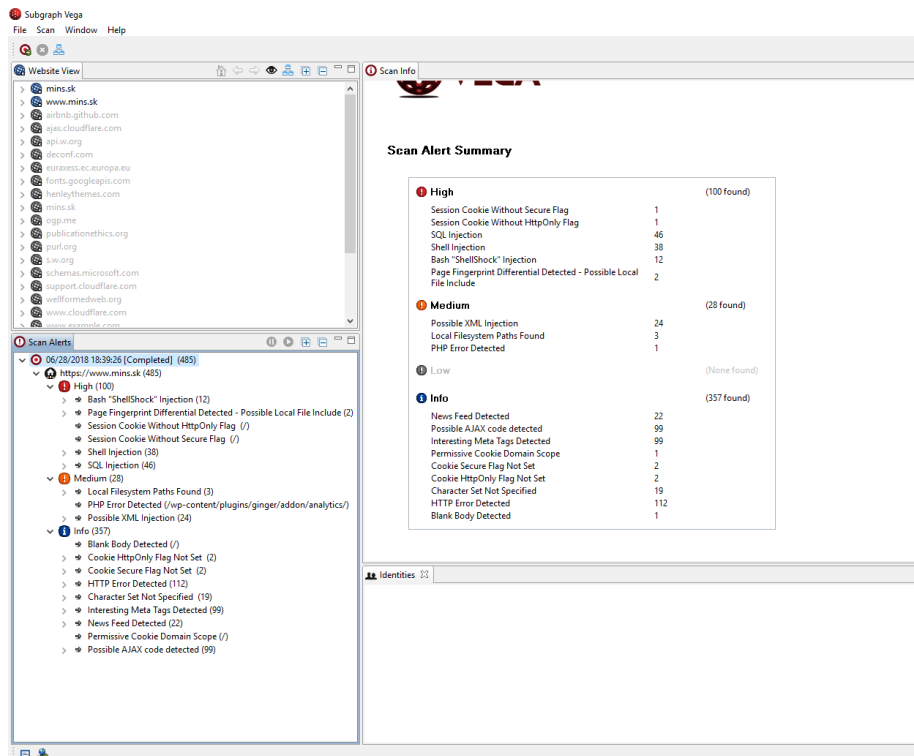 Subgraph Vega
File Scan Window Help
Website View
mins.sk
www.mins.sk
airbnb.github.com
ajax.cloudflare.com
api.w.org
deconf.com
euraxess.ec.europa.eu
fonts.googleapis.com
henleythemes.com
mins.sk
ogp.me
publicationethics.org
purl.org
s.w.org
schemas.microsoft.com
support.cloudflare.com
wellformedweb.org
www.cloudflare.com
www.example.com
Scan Alerts
06/28/2018 18:39:26 [Completed] (485)
https://www.mins.sk (485)
High (100)
Bash "ShellShock" Injection (12)
Page Fingerprint Differential Detected - Possible Local File Include (2)
Session Cookie Without HttpOnly Flag (/)
Session Cookie Without Secure Flag (/)
Shell Injection (38)
SQL Injection (46)
Medium (28)
Local Filesystem Paths Found (3)
PHP Error Detected (/wp-content/plugins/ginger/addon/analytics/)
Possible XML Injection (24)
Info (357)
Blank Body Detected (/)
Cookie HttpOnly Flag Not Set (2)
Cookie Secure Flag Not Set (2)
HTTP Error Detected (112)
Character Set Not Specified (19)
Interesting Meta Tags Detected (99)
News Feed Detected (22)
Permissive Cookie Domain Scope (/)
Possible AJAX code detected (99)
Scan Info
Scan Alert Summary
High (100 found)
Session Cookie Without Secure Flag 1
Session Cookie Without HttpOnly Flag 1
SQL Injection 46
Shell Injection 38
Bash "ShellShock" Injection 12
Page Fingerprint Differential Detected - Possible Local
File Include 2
Medium (28 found)
Possible XML Injection 24
Local Filesystem Paths Found 3
PHP Error Detected 1
Low (None found)
Info (357 found)
News Feed Detected 22
Possible AJAX code detected 99
Interesting Meta Tags Detected 99
Permissive Cookie Domain Scope 1
Cookie Secure Flag Not Set 2
Cookie HttpOnly Flag Not Set 2
Character Set Not Specified 19
HTTP Error Detected 112
Blank Body Detected 1
Identities